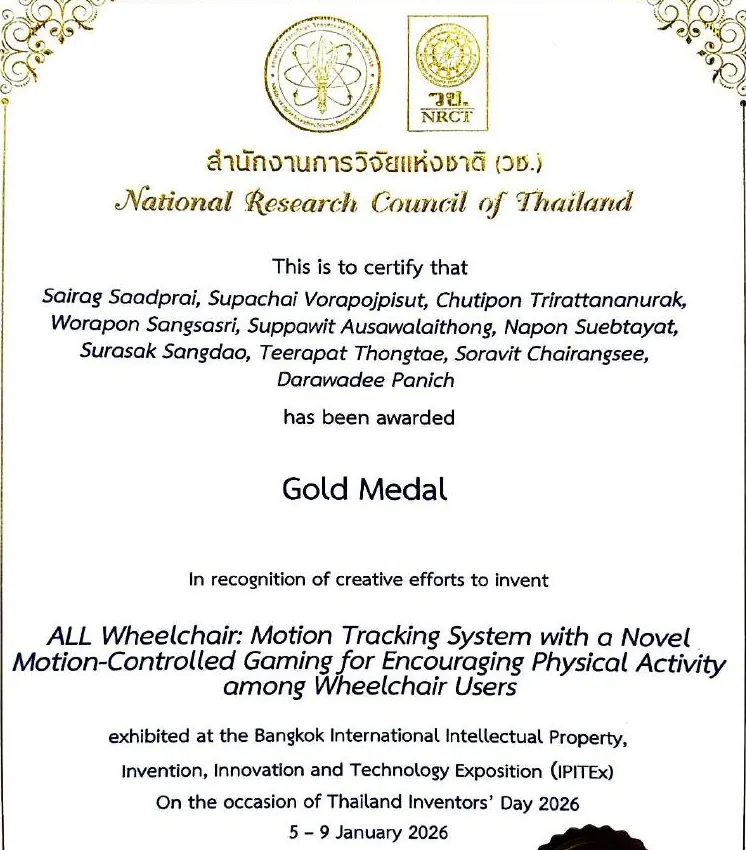 วช.
NRCT
สำนักงานการวิจัยแห่งชาติ (วช.)
National Research Council of Thailand
This is to certify that
Sairag Saadprai, Supachai Vorapojpisut, Chutipon Trirattananurak,
Worapon Sangsasri, Suppawit Ausawalaithong, Napon Suebtayat,
Surasak Sangdao, Teerapat Thongtae, Soravit Chairangsee,
Darawadee Panich
has been awarded
Gold Medal
In recognition of creative efforts to invent
ALL Wheelchair: Motion Tracking System with a Novel
Motion-Controlled Gaming for Encouraging Physical Activity
among Wheelchair Users
exhibited at the Bangkok International Intellectual Property,
Invention, Innovation and Technology Exposition (IPITEx)
On the occasion of Thailand Inventors' Day 2026
5 – 9 January 2026